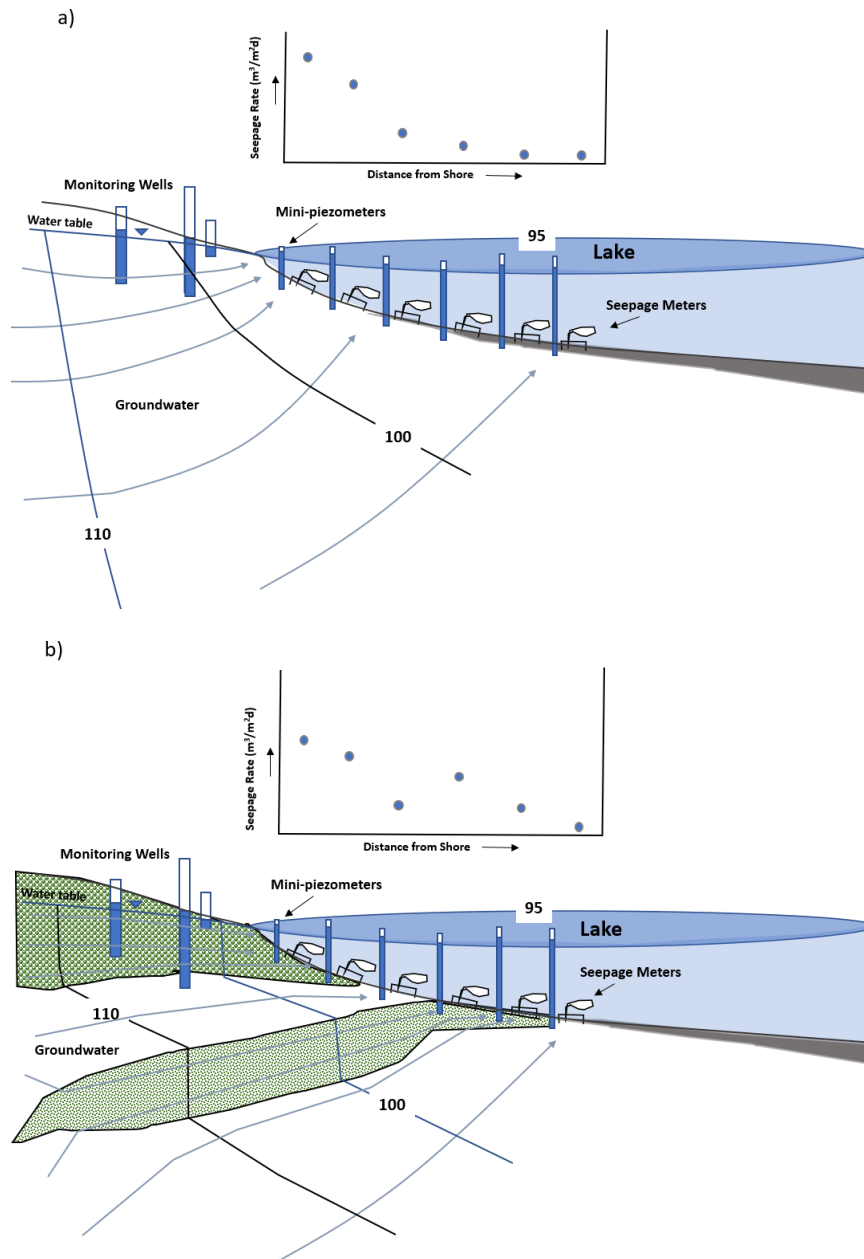 a)
Seepage Rate (m³/m²d)
Distance from Shore
Monitoring Wells
Water table
Mini-piezometers
95
Lake
Seepage Meters
Groundwater
100
110
b)
Seepage Rate (m³/m²d)
Distance from Shore
Monitoring Wells
Water table
Mini-piezometers
95
Lake
Seepage Meters
110
Groundwater
100